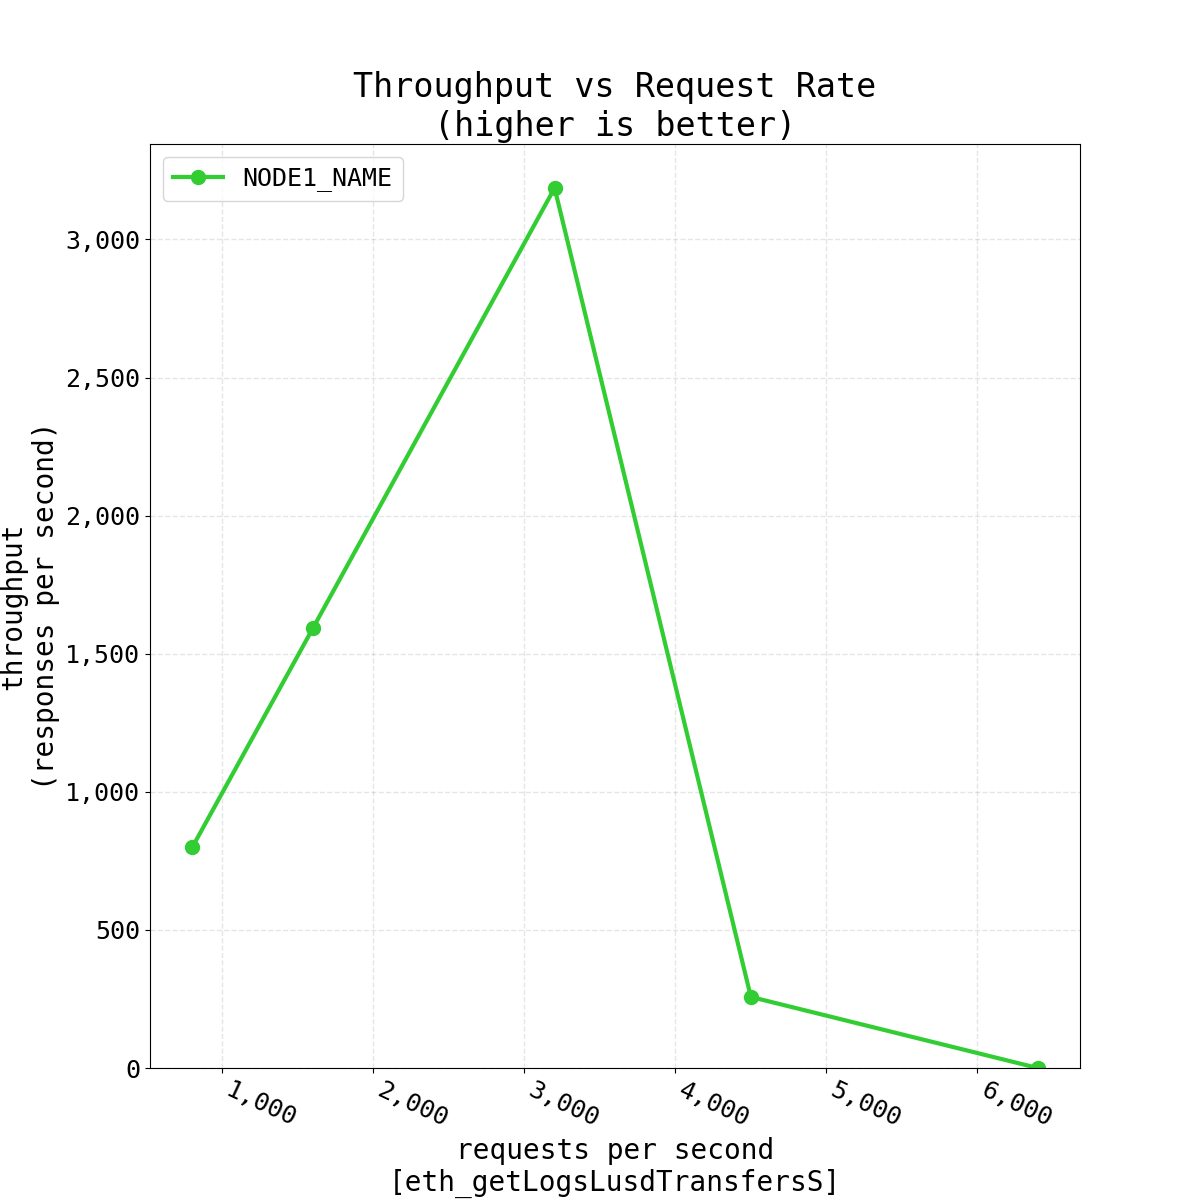 Throughput vs Request Rate
(higher is better)
NODE1_NAME
3,000
2,500
2,000
1,500
1,000
500
0
throughput
(responses per second)
1,000
2,000
3,000
4,000
5,000
6,000
requests per second
[eth_getLogsLusdTransfersS]